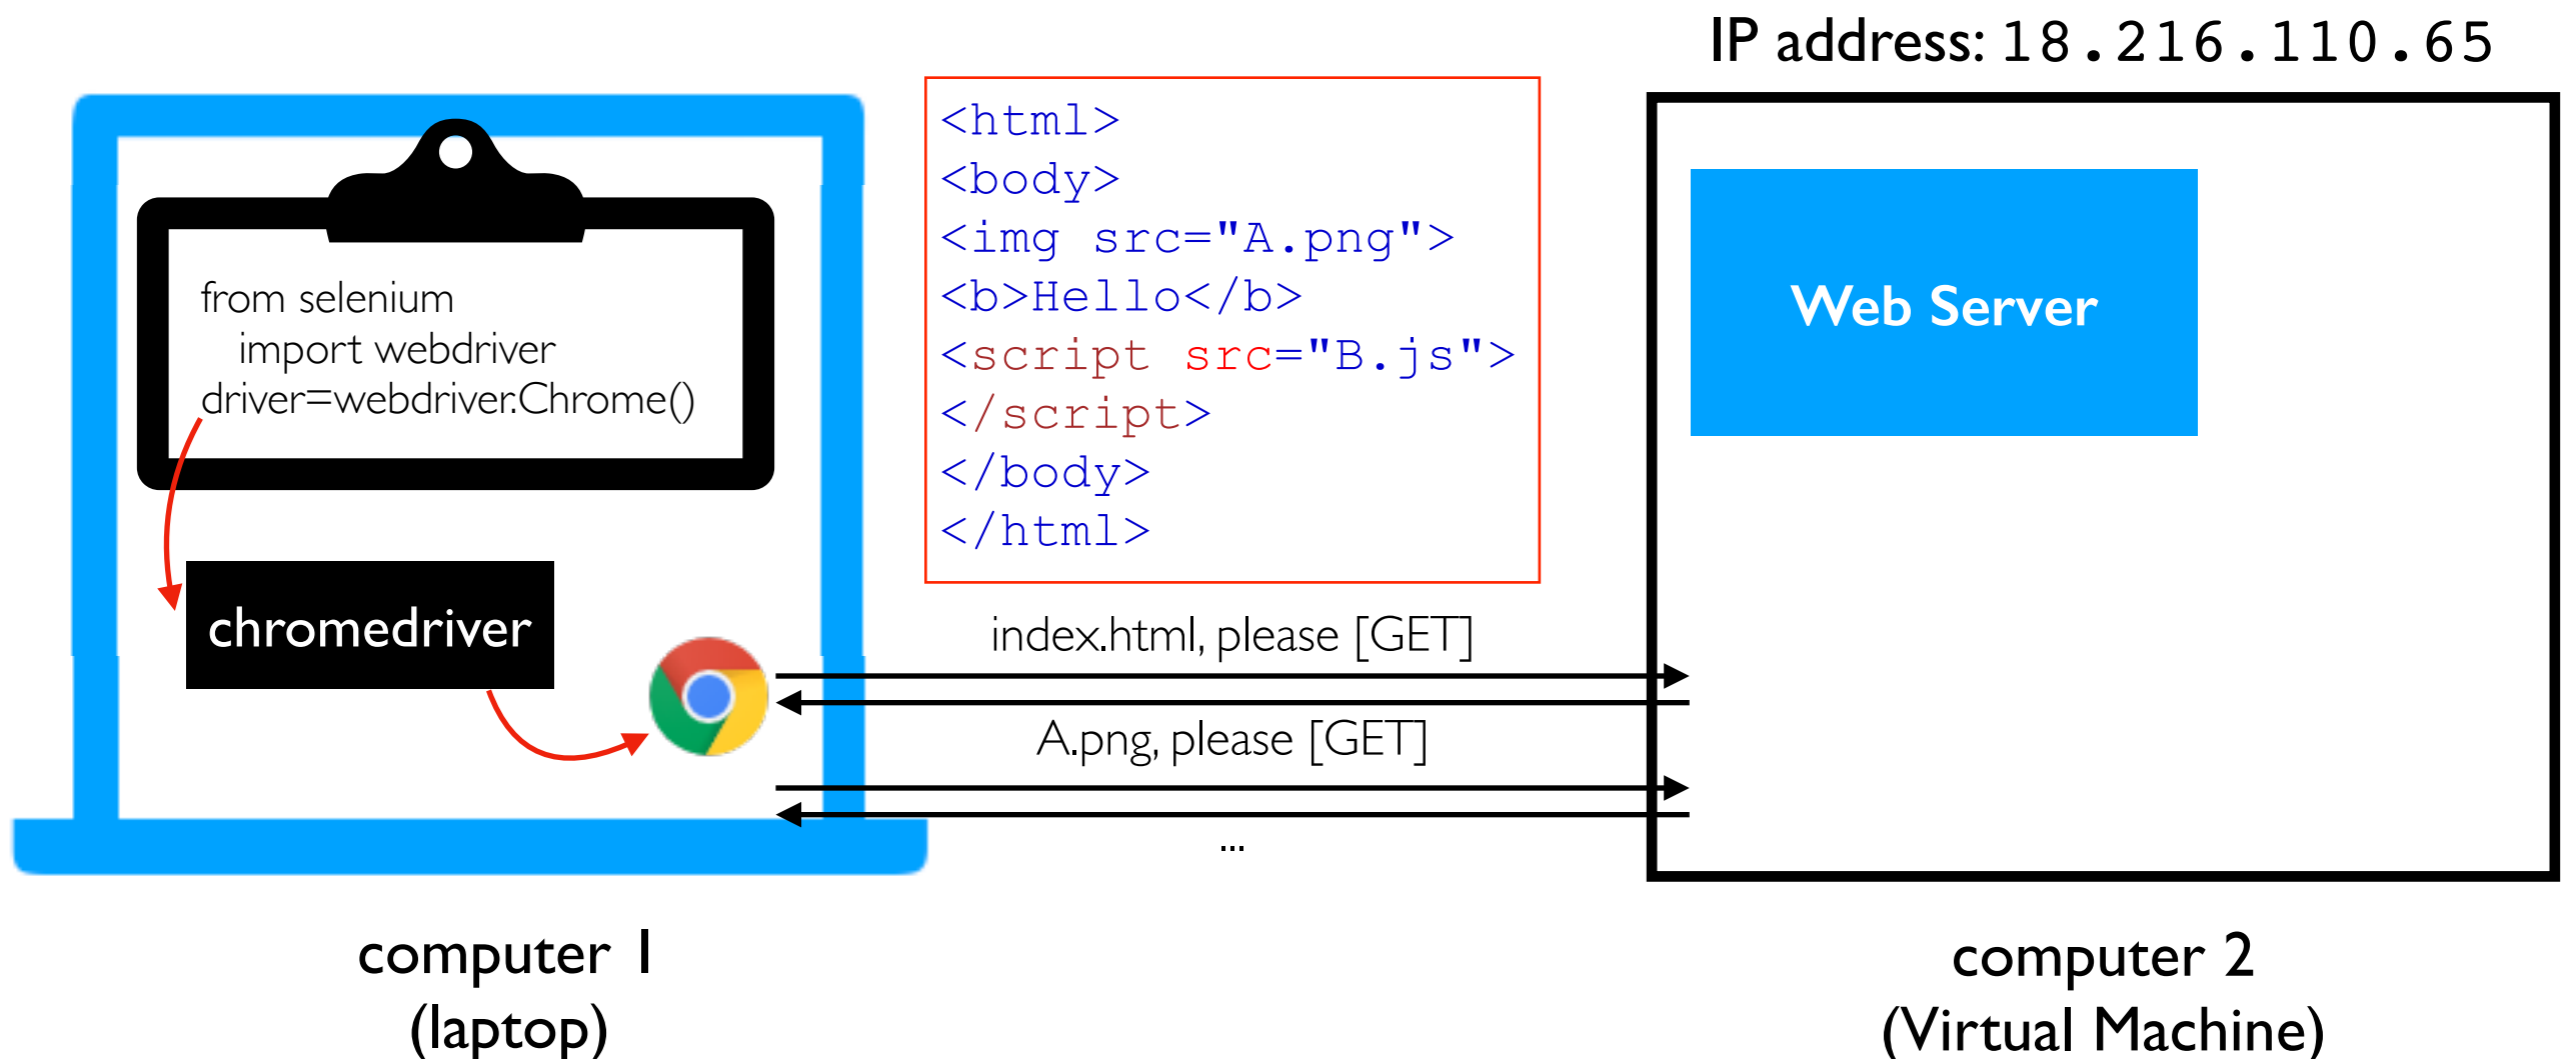 IP address: 18.216.110.65
from selenium
import webdriver
driver=webdriver.Chrome()
chromedriver
<html>
<body>
<img src="A.png">
<b>Hello</b>
<script src="B.js">
</script>
</body>
</html>
index.html, please [GET]
A.png, please [GET]
...
Web Server
computer 1
(laptop)
computer 2
(Virtual Machine)